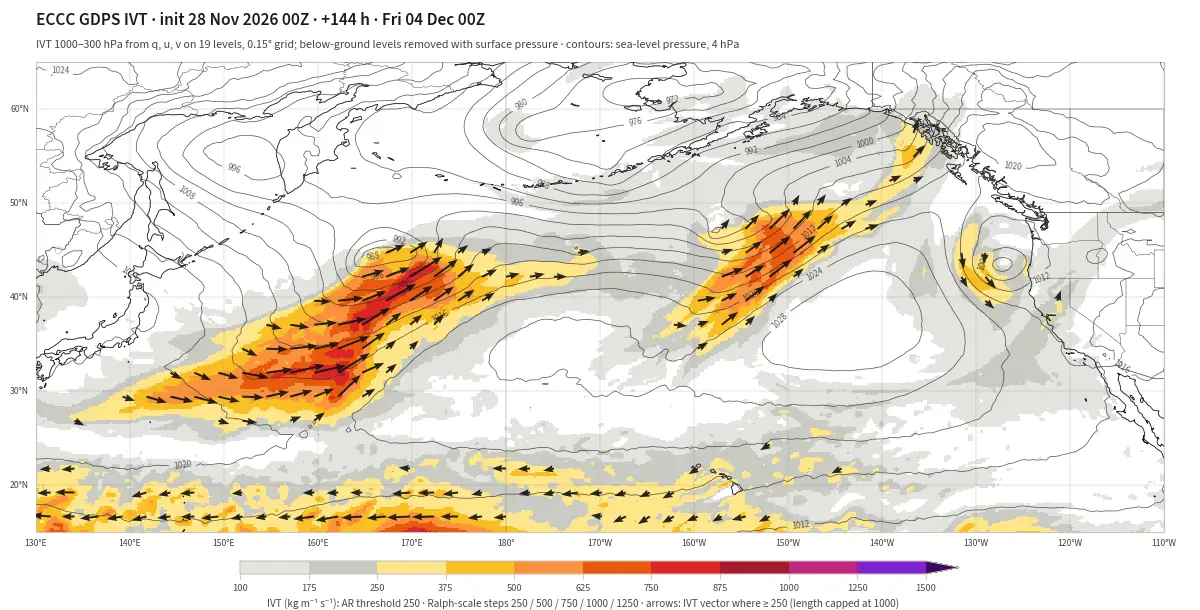 ECCC GDPS IVT · init 28 Nov 2026 00Z · +144 h · Fri 04 Dec 00Z
IVT 1000–300 hPa from q, u, v on 19 levels, 0.15° grid; below-ground levels removed with surface pressure · contours: sea-level pressure, 4 hPa
1024
980
972
976
984
60°N
992
1000
1004
996
1020
988
1008
996
50°N
992
988
1012
1024
1012
40°N
1016
1028
1016
30°N
1020
20°N
1012
130°E 140°E 150°E 160°E 170°E 180° 170°W 160°W 150°W 140°W 130°W 120°W 110°W
100 175 250 375 500 625 750 875 1000 1250 1500
IVT (kg m⁻¹ s⁻¹): AR threshold 250 · Ralph-scale steps 250 / 500 / 750 / 1000 / 1250 · arrows: IVT vector where ≥ 250 (length capped at 1000)